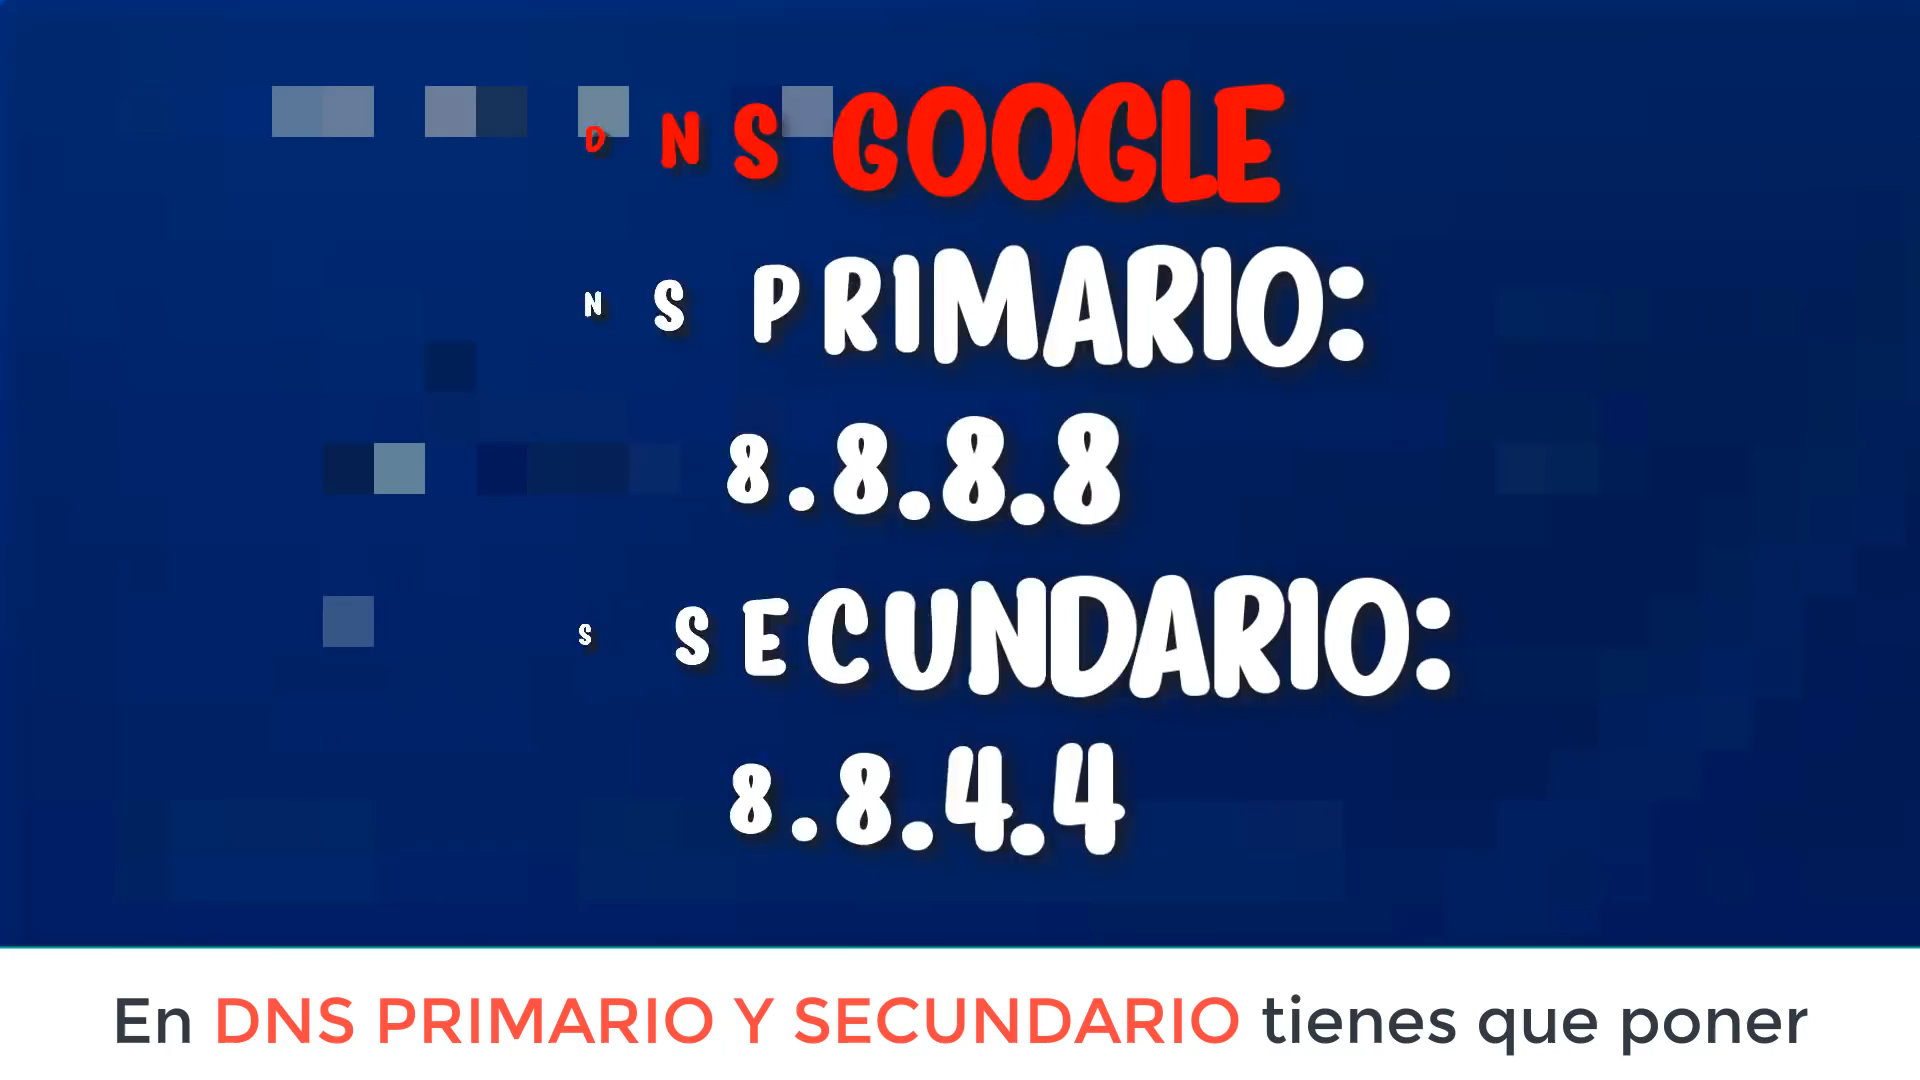 DNS GOOGLE
NS PRIMARIO:
8.8.8.8
S SECUNDARIO:
8.8.4.4
En DNS PRIMARIO Y SECUNDARIO tienes que poner